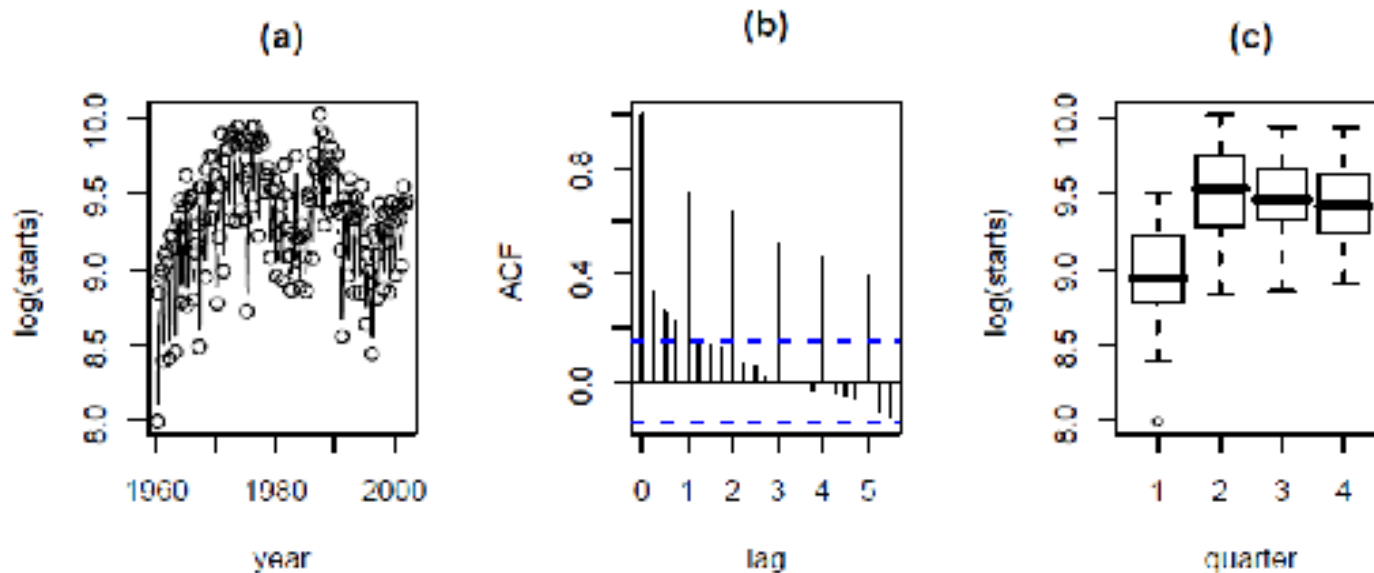 (a)
(b)
(c)
log(starts)
8.0 8.5 9.0 9.5 10.0
1960 1980 2000
year
ACF
0.0 0.4 0.8
0 1 2 3 4 5
lag
log(starts)
8.0 8.5 9.0 9.5 10.0
1 2 3 4
quarter